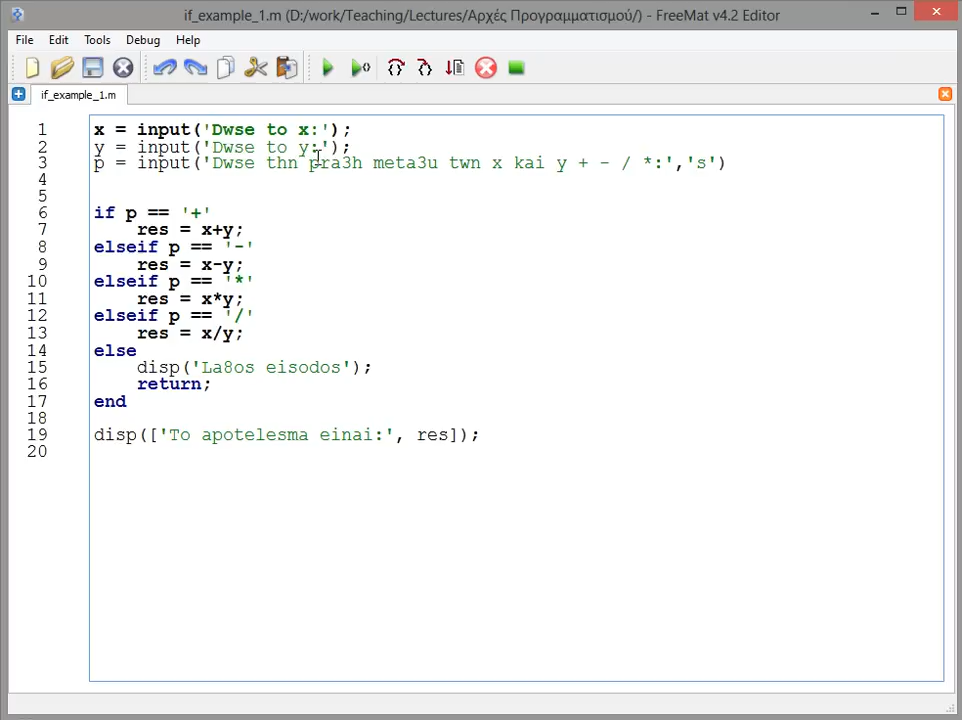 if_example_1.m (D:/work/Teaching/Lectures/Αρχές Προγραμματισμού/) - FreeMat v4.2 Editor
File Edit Tools Debug Help
if_example_1.m
1 x = input('Dwse to x:');
2 y = input('Dwse to y:');
3 p = input('Dwse thn pra3h meta3u twn x kai y + - / *:','s')
4
5
6 if p == '+'
7 res = x+y;
8 elseif p == '-'
9 res = x-y;
10 elseif p == '*'
11 res = x*y;
12 elseif p == '/'
13 res = x/y;
14 else
15 disp('La8os eisodos');
16 return;
17 end
18
19 disp(['To apotelesma einai:', res]);
20